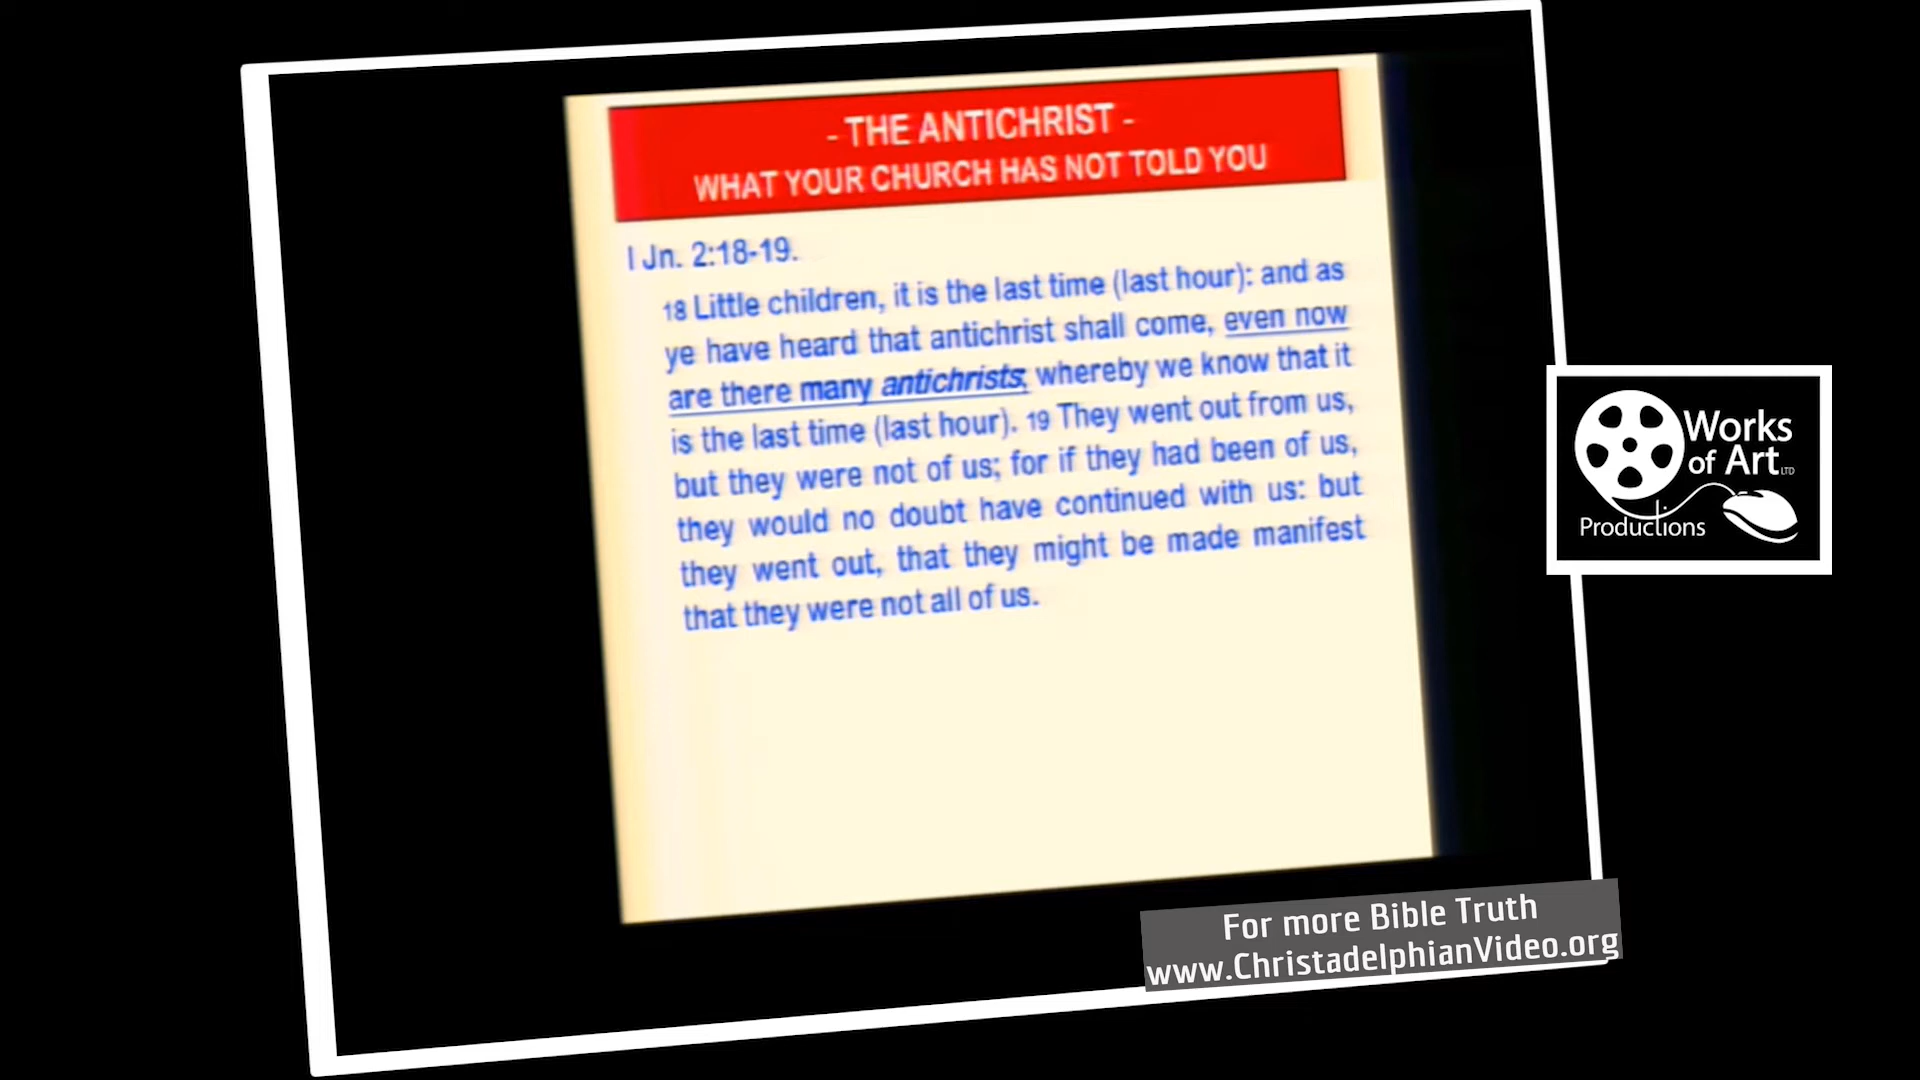 - THE ANTICHRIST -
WHAT YOUR CHURCH HAS NOT TOLD YOU
I Jn. 2:18-19.
18 Little children, it is the last time (last hour): and as
ye have heard that antichrist shall come, even now
are there many antichrists; whereby we know that it
is the last time (last hour). 19 They went out from us,
but they were not of us; for if they had been of us,
they would no doubt have continued with us: but
they went out, that they might be made manifest
that they were not all of us.
Works
of Art LTD
Productions
For more Bible Truth
www.ChristadelphianVideo.org